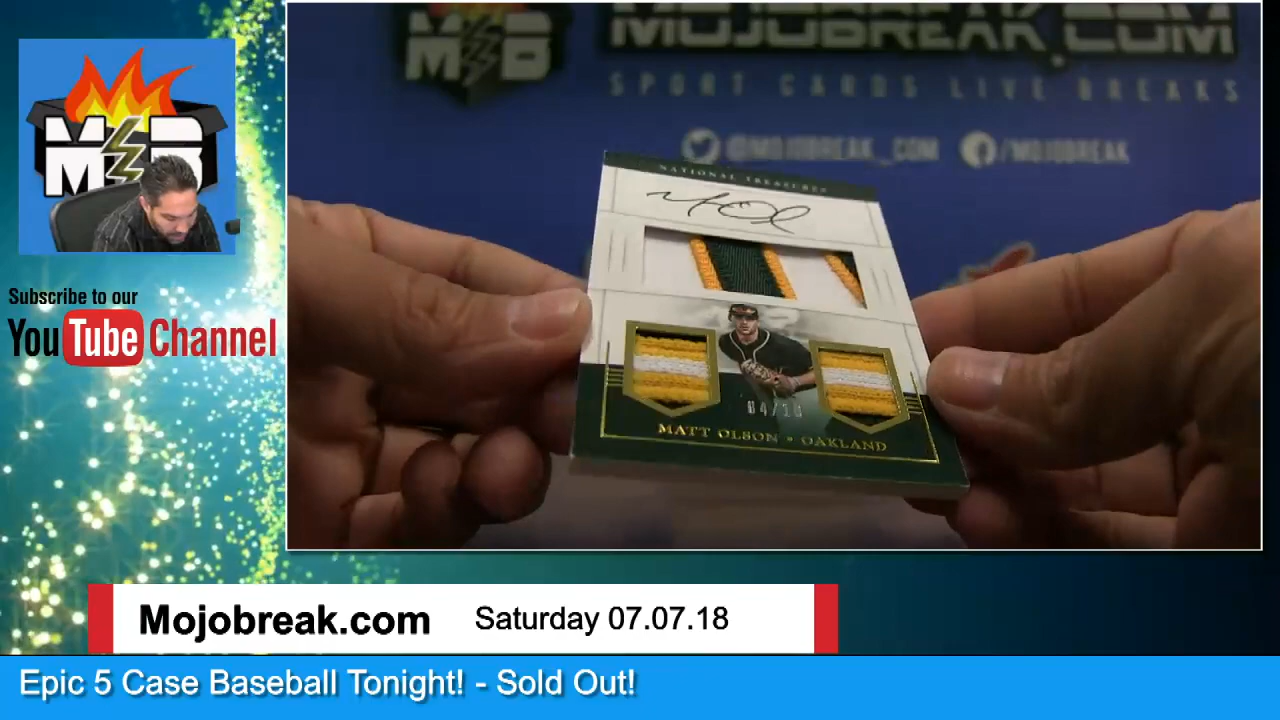 MOJOBREAK.COM
M B
SPORT CARDS LIVE BREAKS
@MOJOBREAK_COM
/MOJOBREAK
M B
NATIONAL TREASURES
MATT OLSON • OAKLAND
Subscribe to our
YouTube Channel
Mojobreak.com
Saturday 07.07.18
Epic 5 Case Baseball Tonight! - Sold Out!